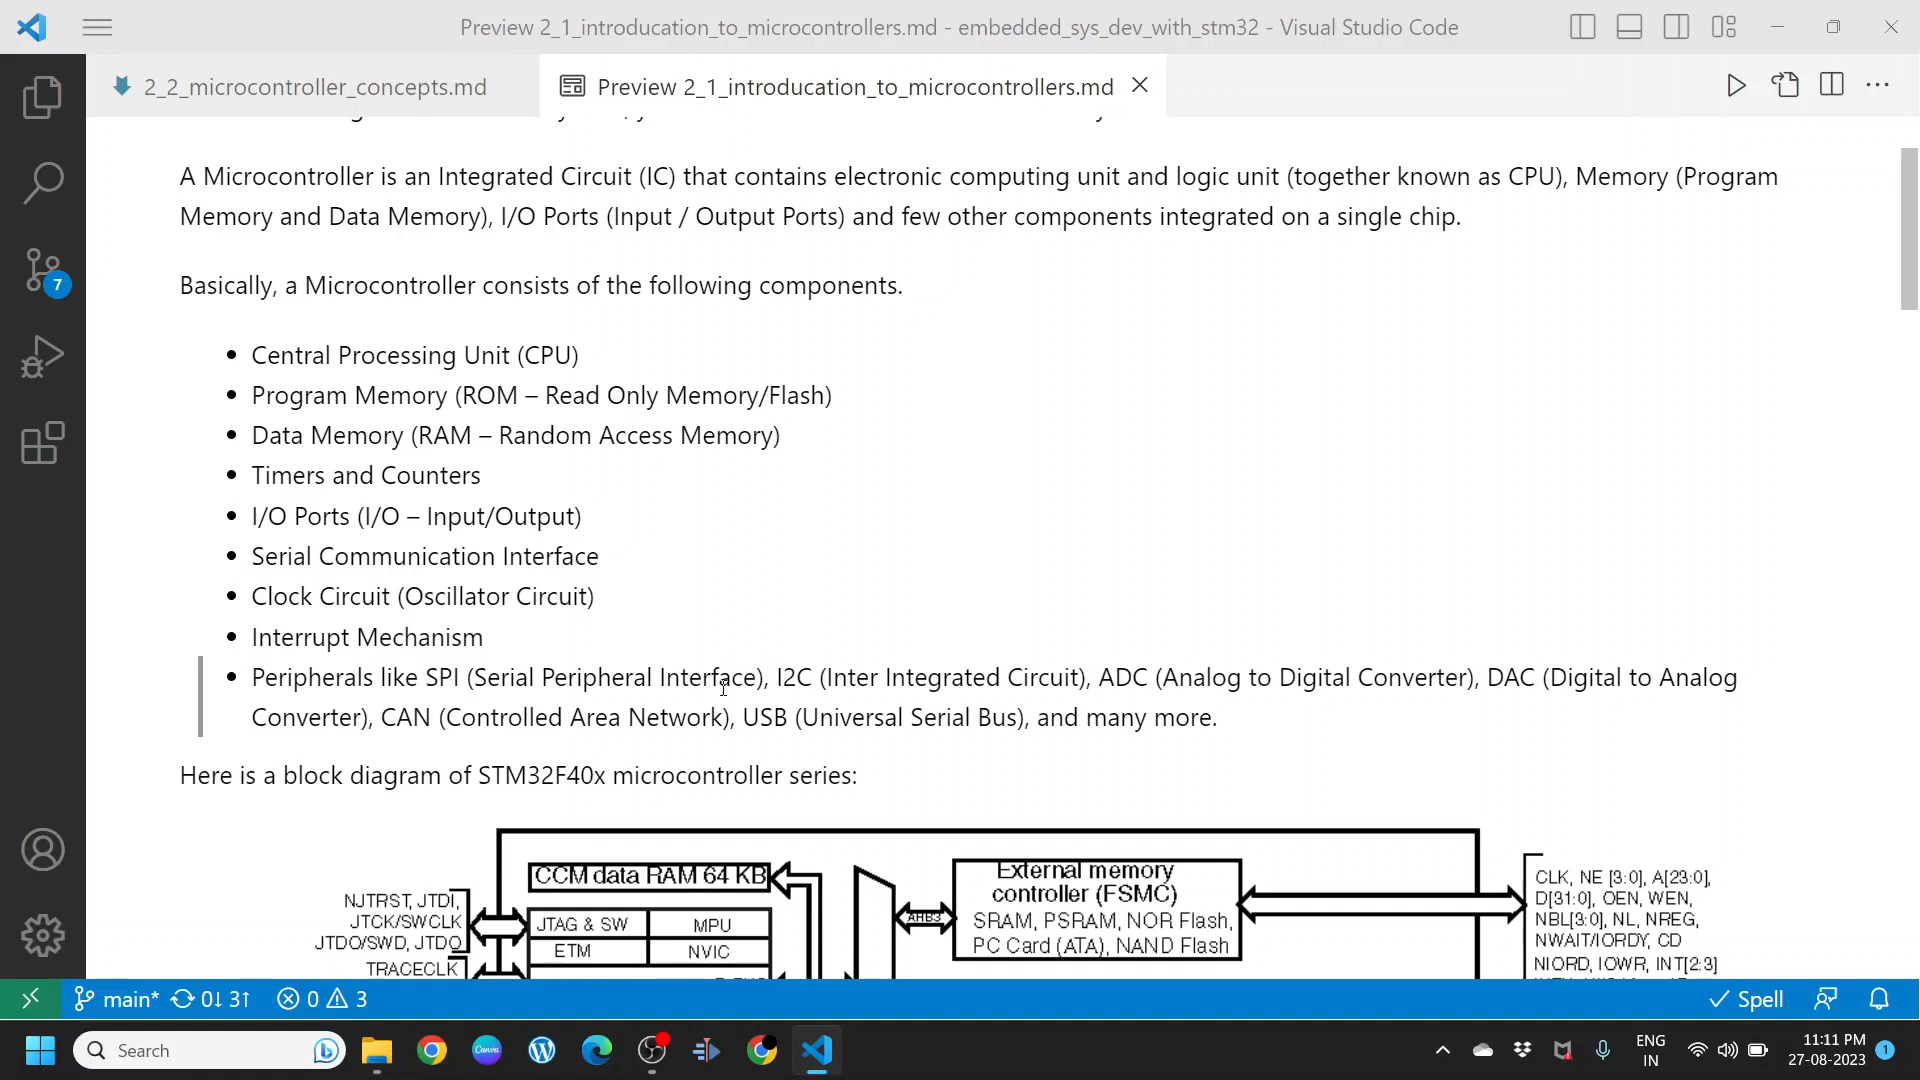 Preview 2_1_introducation_to_microcontrollers.md - embedded_sys_dev_with_stm32 - Visual Studio Code
2_2_microcontroller_concepts.md
Preview 2_1_introducation_to_microcontrollers.md
A Microcontroller is an Integrated Circuit (IC) that contains electronic computing unit and logic unit (together known as CPU), Memory (Program
Memory and Data Memory), I/O Ports (Input / Output Ports) and few other components integrated on a single chip.
Basically, a Microcontroller consists of the following components.
• Central Processing Unit (CPU)
• Program Memory (ROM – Read Only Memory/Flash)
• Data Memory (RAM – Random Access Memory)
• Timers and Counters
• I/O Ports (I/O – Input/Output)
• Serial Communication Interface
• Clock Circuit (Oscillator Circuit)
• Interrupt Mechanism
• Peripherals like SPI (Serial Peripheral Interface), I2C (Inter Integrated Circuit), ADC (Analog to Digital Converter), DAC (Digital to Analog
Converter), CAN (Controlled Area Network), USB (Universal Serial Bus), and many more.
Here is a block diagram of STM32F40x microcontroller series:
CCM data RAM 64 KB
External memory
controller (FSMC)
SRAM, PSRAM, NOR Flash,
PC Card (ATA), NAND Flash
AHB3
NJTRST, JTDI,
JTCK/SWCLK
JTDO/SWD, JTDO
TRACECLK
JTAG & SW
MPU
ETM
NVIC
CLK, NE [3:0], A[23:0],
D[31:0], OEN, WEN,
NBL[3:0], NL, NREG,
NWAIT/IORDY, CD
NIORD, IOWR, INT[2:3]
7
main*
0↓ 3↑
0
3
Spell
Search
Canva
ENG
IN
11:11 PM
27-08-2023
1